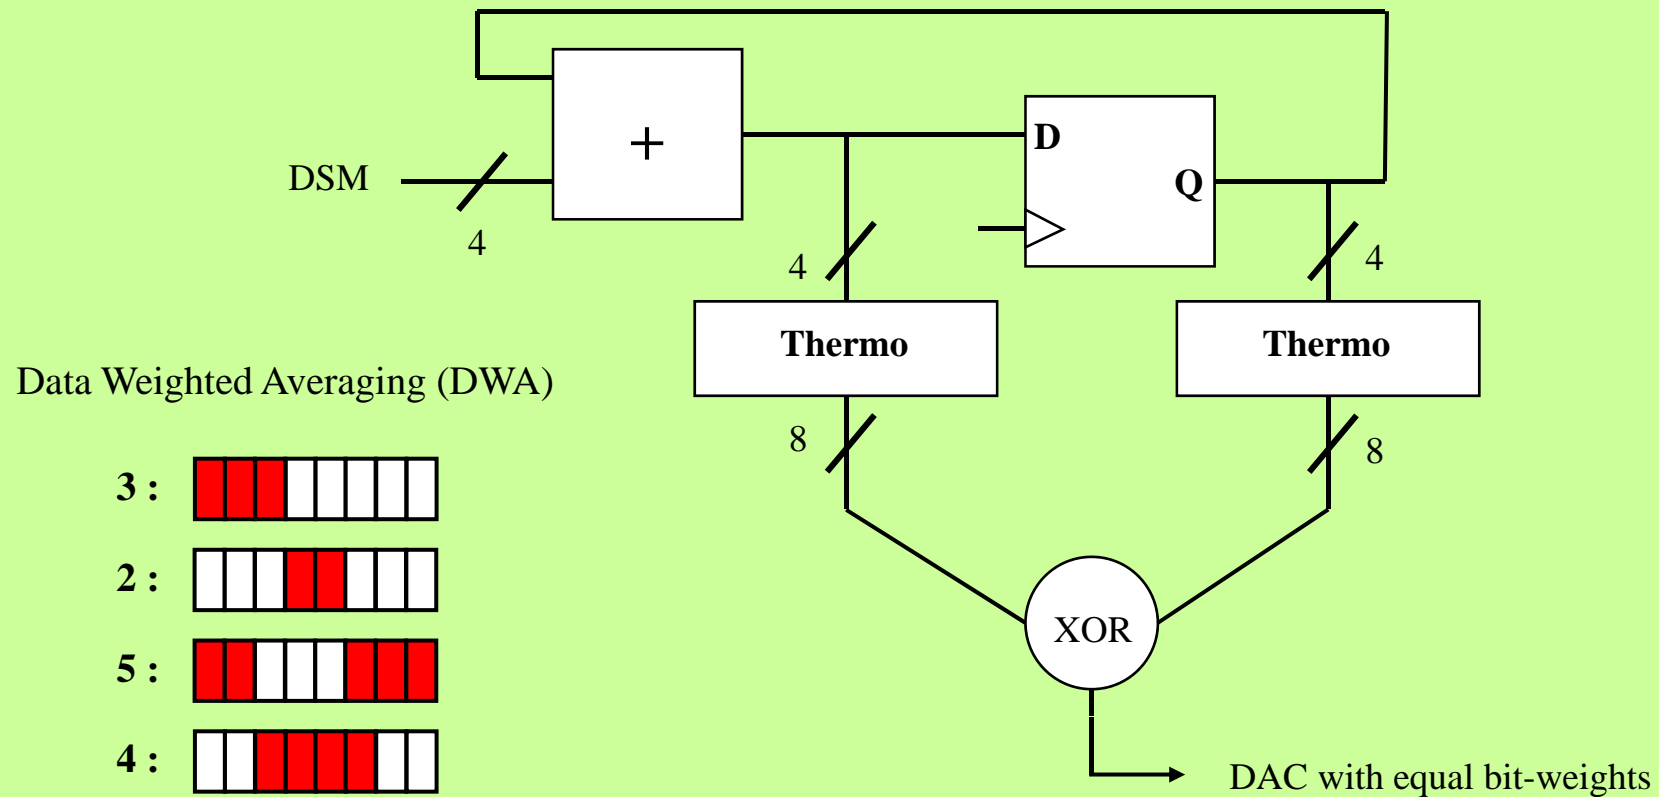 +
D
DSM
Q
4
4
4
Thermo
Thermo
Data Weighted Averaging (DWA)
8
8
3 :
2 :
XOR
5 :
4 :
DAC with equal bit-weights